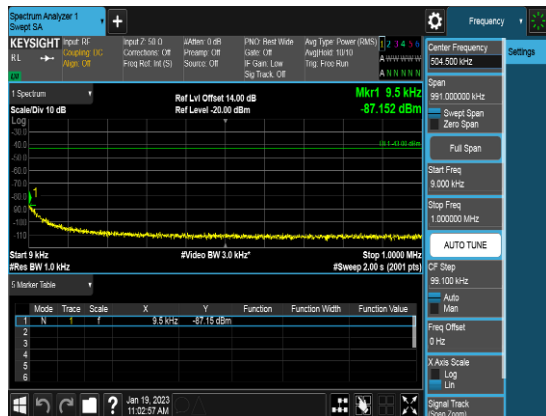 Spectrum Analyzer 1
Swept SA
Frequency
KEYSIGHT
RL
Input: RF
Coupling: DC
Align: Off
Input Z: 50 Ω
Corrections: Off
Freq Ref: Int (S)
#Atten: 0 dB
Preamp: Off
Source: Off
PNO: Best Wide
Gate: Off
IF Gain: Low
Sig Track: Off
Avg Type: Power (RMS)
Avg|Hold: 10/10
Trig: Free Run
1 2 3 4 5 6
A W W W W W
A N N N N N
LXI
Center Frequency
504.500 kHz
Settings
Span
991.000000 kHz
Swept Span
Zero Span
Full Span
Start Freq
9.000 kHz
Stop Freq
1.000000 MHz
AUTO TUNE
CF Step
99.100 kHz
Auto
Man
Freq Offset
0 Hz
X Axis Scale
Log
Lin
Signal Track
(Span Zoom)
1 Spectrum
Scale/Div 10 dB
Log
Ref Lvl Offset 14.00 dB
Ref Level -20.00 dBm
Mkr1 9.5 kHz
-87.152 dBm
-30.0
-40.0
-50.0
-60.0
-70.0
-80.0
-90.0
-100
-110
1
Start 9 kHz
#Res BW 1.0 kHz
#Video BW 3.0 kHz*
Stop 1.0000 MHz
#Sweep 2.00 s (2001 pts)
5 Marker Table
Mode Trace Scale X Y Function Function Width Function Value
1 N 1 f 9.5 kHz -87.15 dBm
2
3
4
5
6
?
Jan 19, 2023
11:02:57 AM